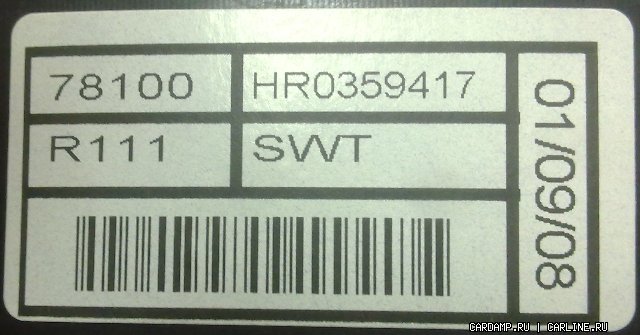 78100 HR0359417
R111 SWT
01/09/08
CARDAMP.RU | CARLINE.RU